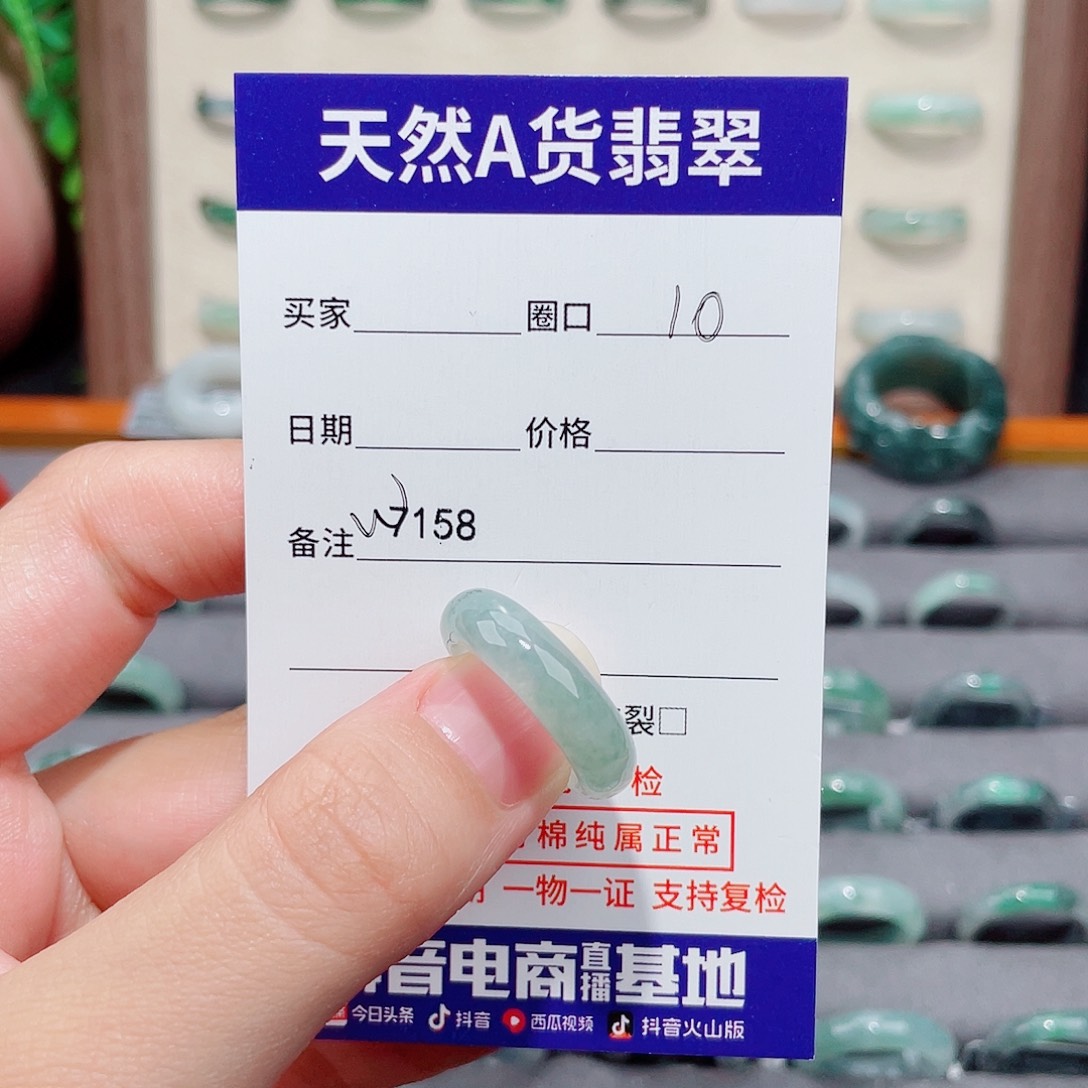 天然A货翡翠
买家 圈口 10
日期 价格
备注 7158
裂□
检
棉纯属正常
一物一证 支持复检
音电商直播基地
今日头条 抖音 西瓜视频 抖音火山版